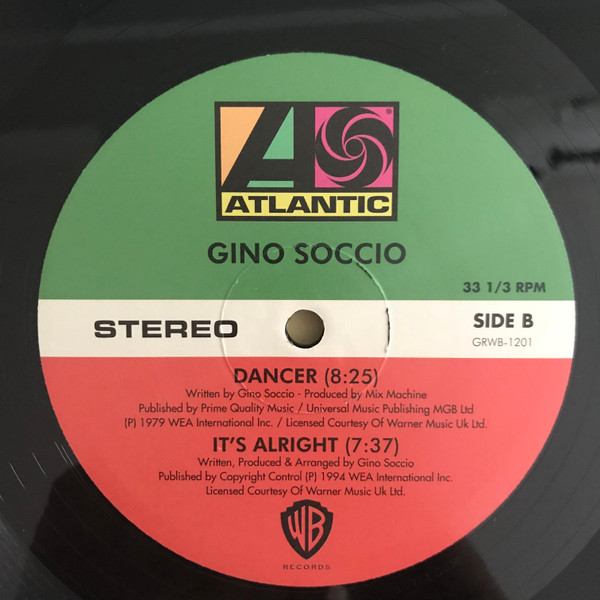 ATLANTIC
GINO SOCCIO
33 1/3 RPM
STEREO
SIDE B
GRWB-1201
DANCER (8:25)
Written by Gino Soccio - Produced by Mix Machine
Published by Prime Quality Music / Universal Music Publishing MGB Ltd
(P) 1979 WEA International Inc. / Licensed Courtesy Of Warner Music Uk Ltd.
IT'S ALRIGHT (7:37)
Written, Produced & Arranged by Gino Soccio
Published by Copyright Control (P) 1994 WEA International Inc.
Licensed Courtesy Of Warner Music Uk Ltd.
WB
RECORDS